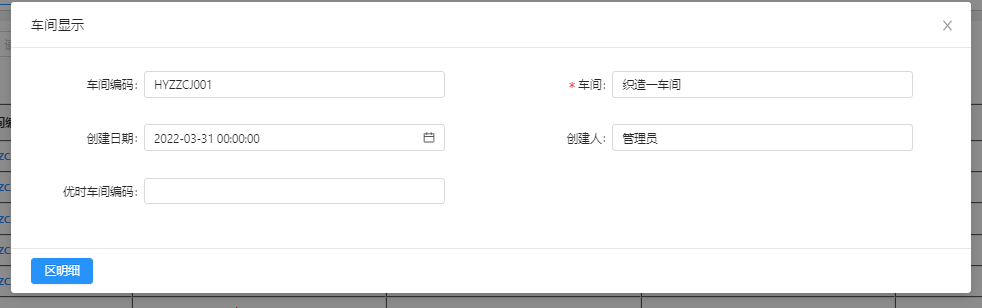 车间显示
车间编码: HYZZCJ001
* 车间: 织造一车间
创建日期: 2022-03-31 00:00:00
创建人: 管理员
优时车间编码:
区明细